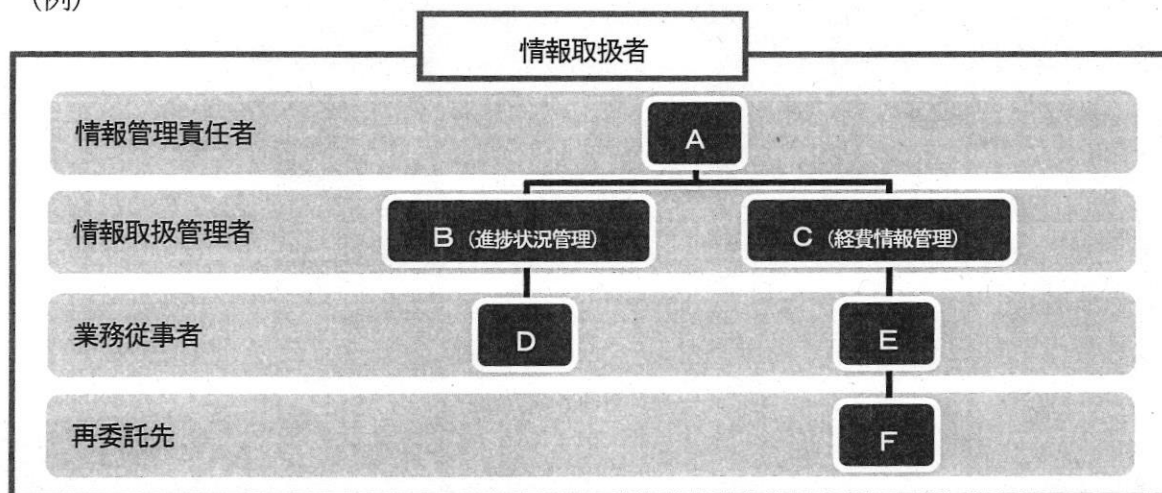 （例）
情報取扱者
情報管理責任者
A
情報取扱管理者
B（進捗状況管理）
C（経費情報管理）
業務従事者
D
E
再委託先
F